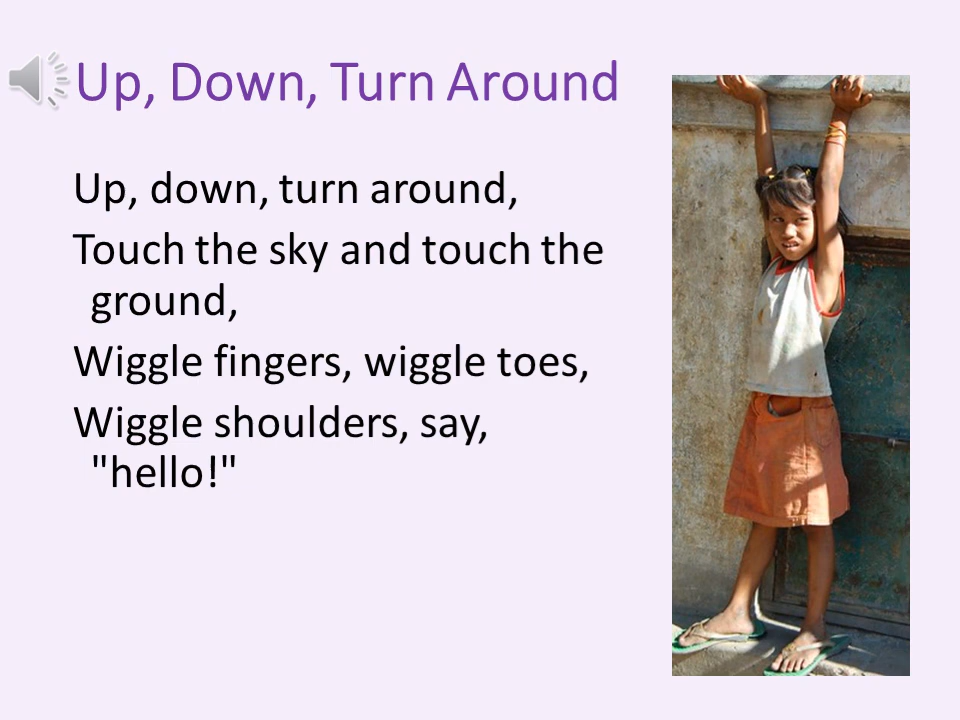 Up, Down, Turn Around
Up, down, turn around,
Touch the sky and touch the
ground,
Wiggle fingers, wiggle toes,
Wiggle shoulders, say,
"hello!"